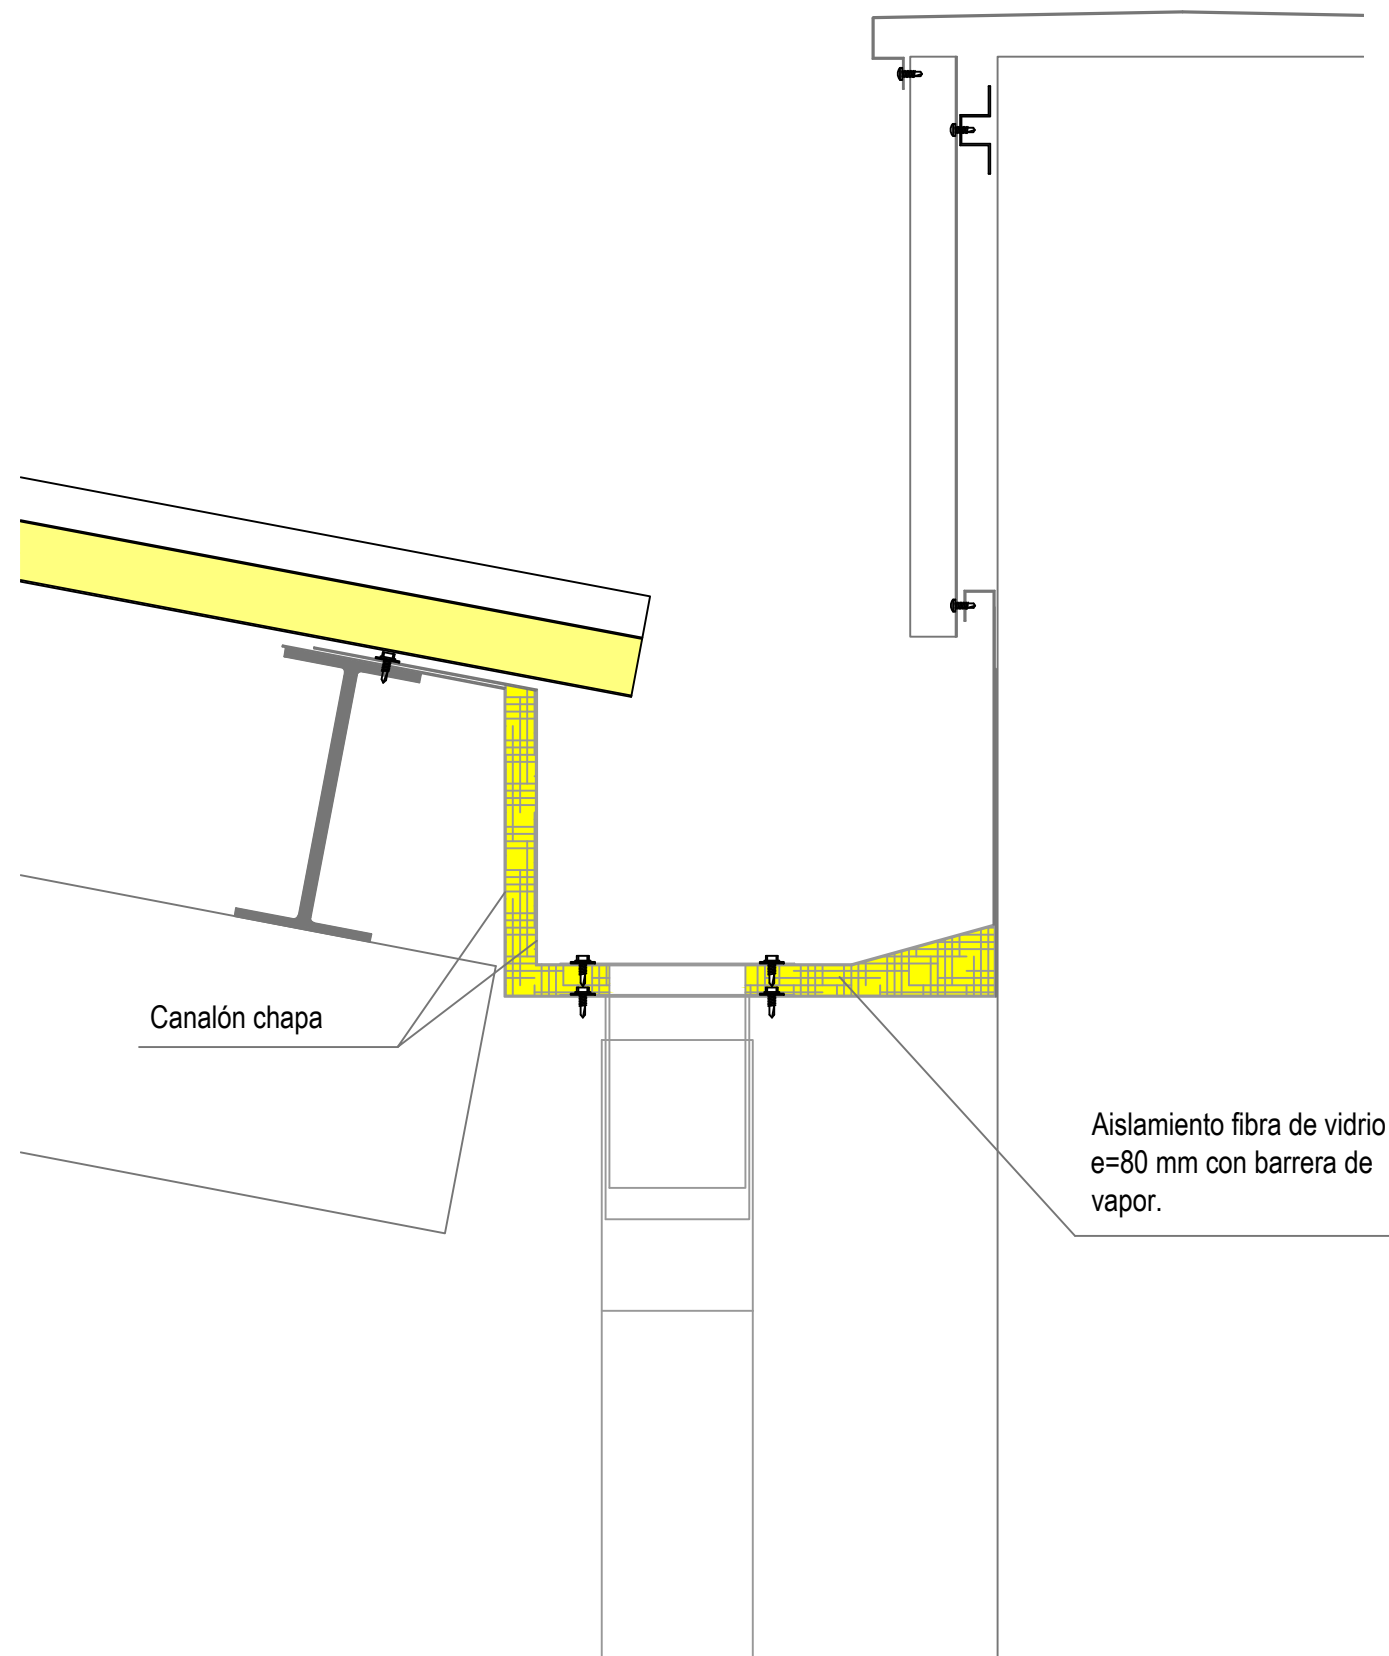 Canalón chapa
Aislamiento fibra de vidrio
e=80 mm con barrera de
vapor.